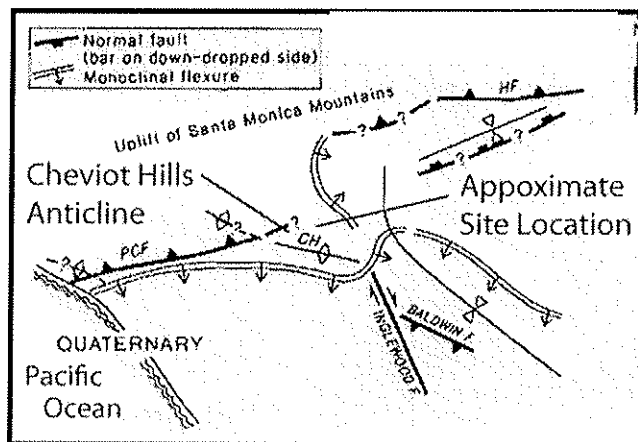 Normal fault
(bar on down-dropped side)
Monoclinal flexure
Uplift of Santa Monica Mountains
HF
?
?
?
?
Cheviot Hills
Anticline
Appoximate
Site Location
?
?
CH
PCF
?
QUATERNARY
Pacific
Ocean
INGLEWOOD F.
BALDWIN F.